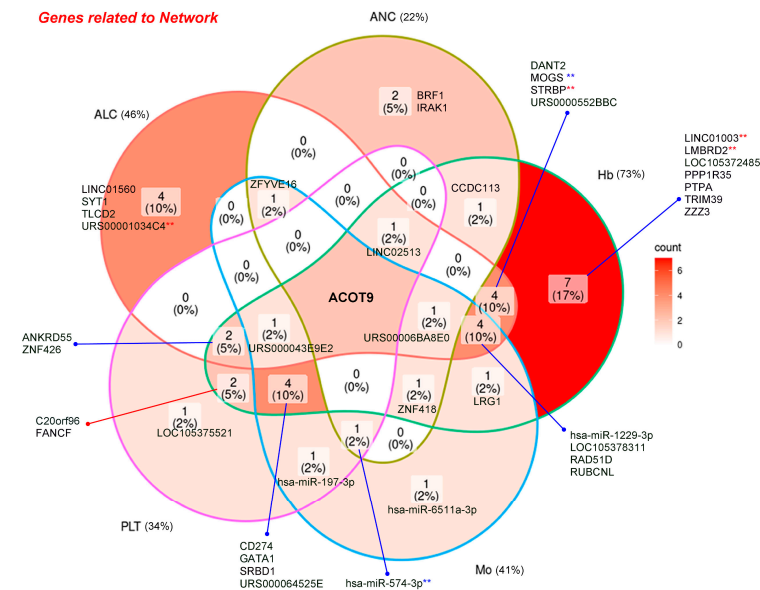 Genes related to Network
ANC (22%)
DANT2
MOGS **
STRBP**
URS0000552BBC
2
(5%)
BRF1
IRAK1
ALC (46%)
LINC01003**
LMBRD2**
LOC105372485
PPP1R35
PTPA
TRIM39
ZZZ3
Hb (73%)
0
(0%)
0
(0%)
ZFYVE16
1
(2%)
0
(0%)
0
(0%)
CCDC113
1
(2%)
LINC01560
SYT1
TLCD2
URS00001034C4**
4
(10%)
0
(0%)
0
(0%)
1
(2%)
LINC02513
0
(0%)
0
(0%)
0
(0%)
count
6
4
2
0
7
(17%)
4
(10%)
ACOT9
1
(2%)
URS00006BA8E0
4
(10%)
ANKRD55
ZNF426
2
(5%)
1
(2%)
URS000043E9E2
2
(5%)
4
(10%)
0
(0%)
1
(2%)
ZNF418
1
(2%)
LRG1
C20orf96
FANCF
1
(2%)
LOC105375521
1
(2%)
0
(0%)
hsa-miR-1229-3p
LOC105378311
RAD51D
RUBCNL
1
(2%)
hsa-miR-197-3p
1
(2%)
hsa-miR-6511a-3p
PLT (34%)
CD274
GATA1
SRBD1
URS000064525E
hsa-miR-574-3p**
Mo (41%)